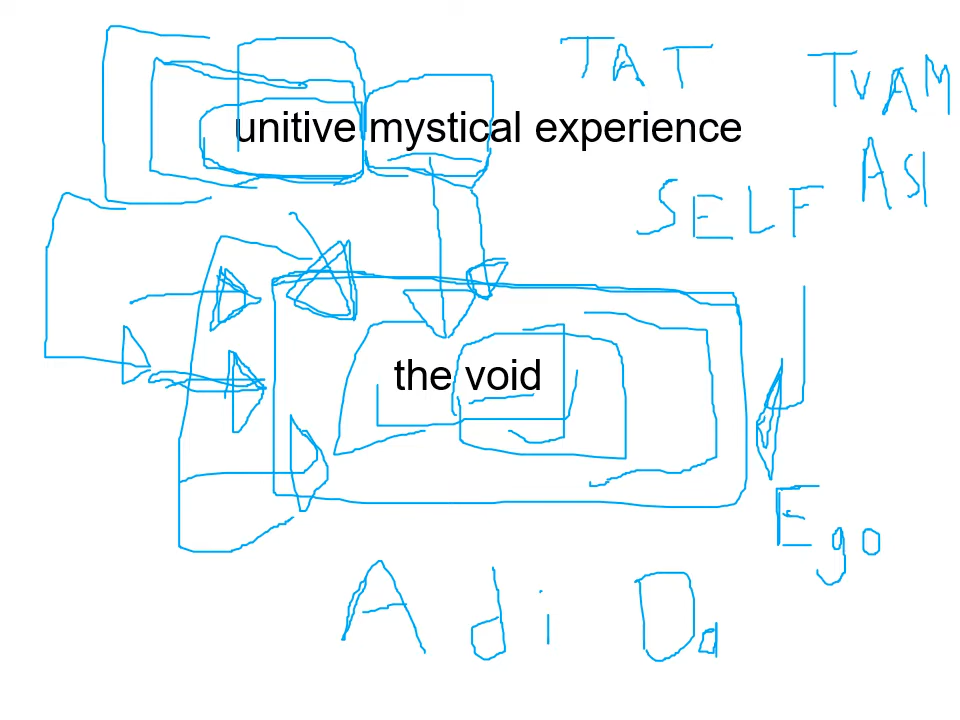 TAT TVAM
unitive mystical experience
ASI
SELF
the void
Ego
Adi Da